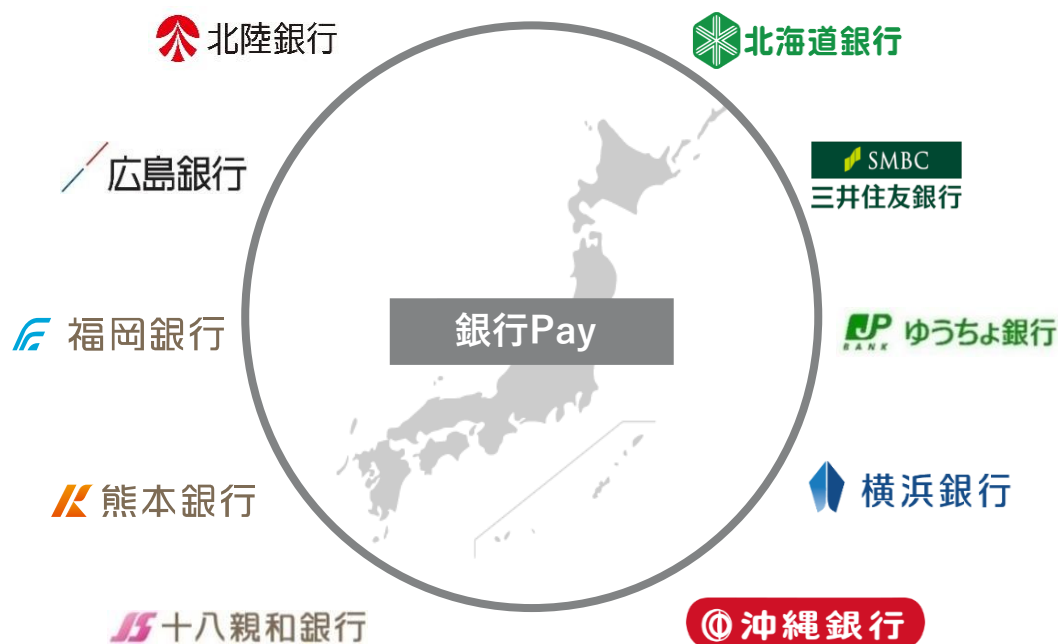 北陸銀行
北海道銀行
広島銀行
SMBC
三井住友銀行
銀行Pay
福岡銀行
JP
BANK
ゆうちょ銀行
熊本銀行
横浜銀行
十八親和銀行
沖縄銀行